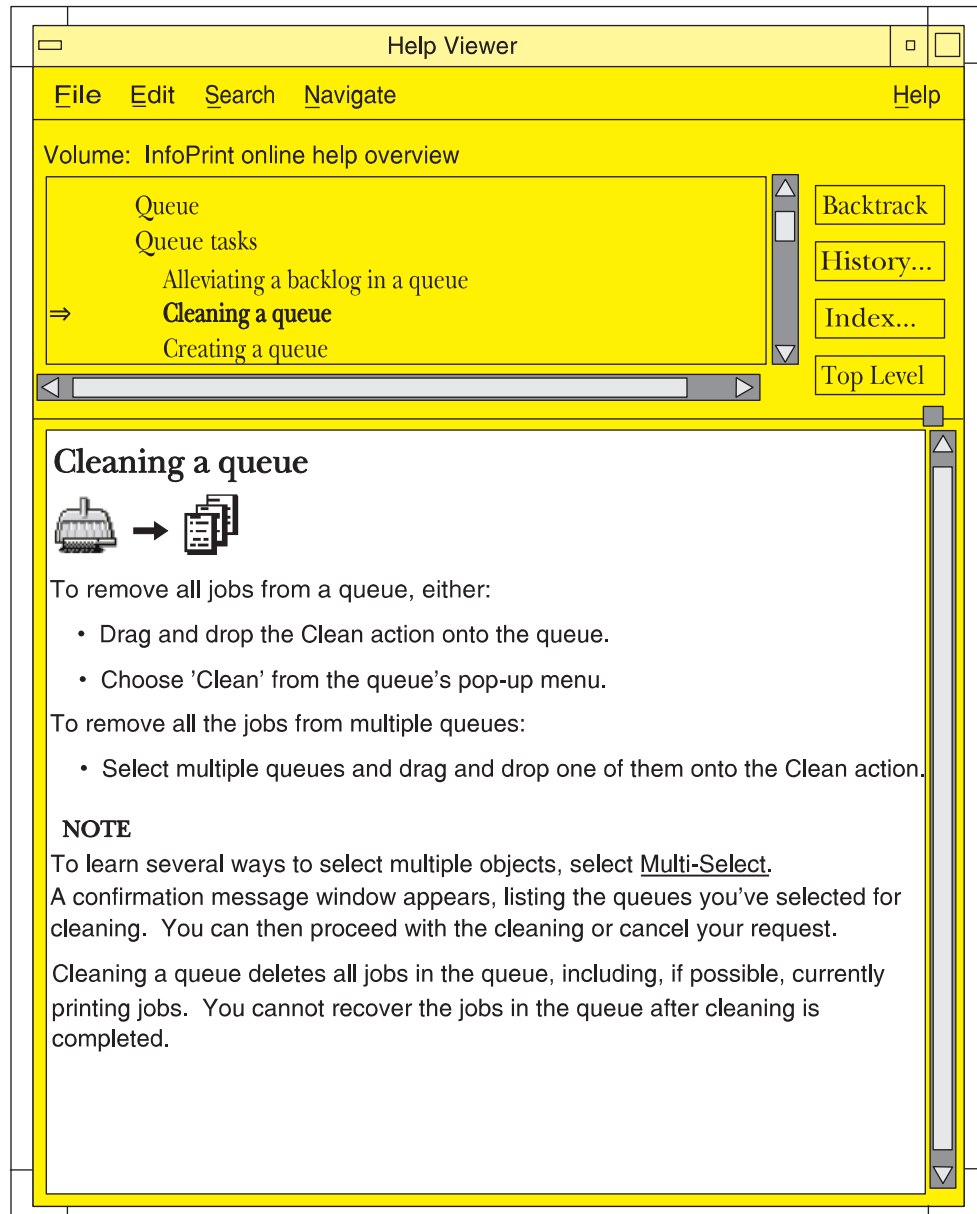 Help Viewer
File Edit Search Navigate Help
Volume: InfoPrint online help overview
Queue
Queue tasks
Alleviating a backlog in a queue
⇒ Cleaning a queue
Creating a queue
Backtrack
History...
Index...
Top Level
Cleaning a queue
To remove all jobs from a queue, either:
• Drag and drop the Clean action onto the queue.
• Choose 'Clean' from the queue's pop-up menu.
To remove all the jobs from multiple queues:
• Select multiple queues and drag and drop one of them onto the Clean action.
NOTE
To learn several ways to select multiple objects, select Multi-Select.
A confirmation message window appears, listing the queues you've selected for
cleaning. You can then proceed with the cleaning or cancel your request.
Cleaning a queue deletes all jobs in the queue, including, if possible, currently
printing jobs. You cannot recover the jobs in the queue after cleaning is
completed.